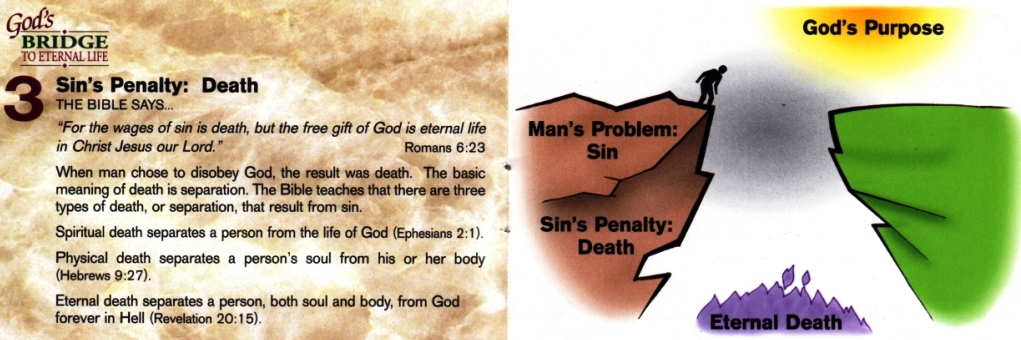 God's
BRIDGE
TO ETERNAL LIFE
3 Sin's Penalty: Death
THE BIBLE SAYS...
"For the wages of sin is death, but the free gift of God is eternal life
in Christ Jesus our Lord." Romans 6:23
When man chose to disobey God, the result was death. The basic
meaning of death is separation. The Bible teaches that there are three
types of death, or separation, that result from sin.
Spiritual death separates a person from the life of God (Ephesians 2:1).
Physical death separates a person's soul from his or her body
(Hebrews 9:27).
Eternal death separates a person, both soul and body, from God
forever in Hell (Revelation 20:15).
God's Purpose
Man's Problem:
Sin
Sin's Penalty:
Death
Eternal Death